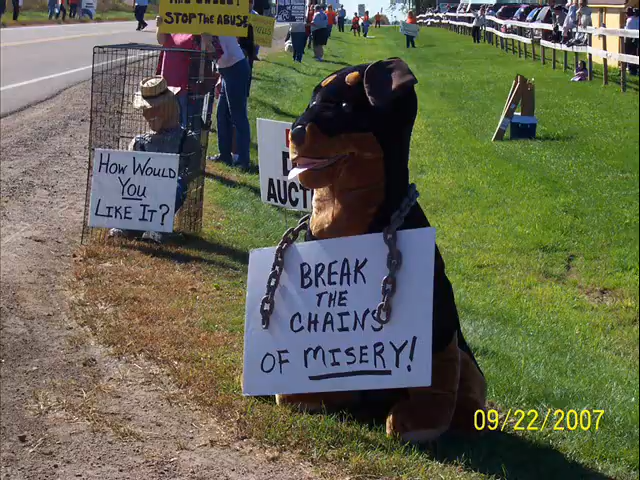 STOP THE ABUSE
HOW WOULD
YOU
LIKE IT?
AUCT
BREAK
THE
CHAINS
OF MISERY!
09/22/2007